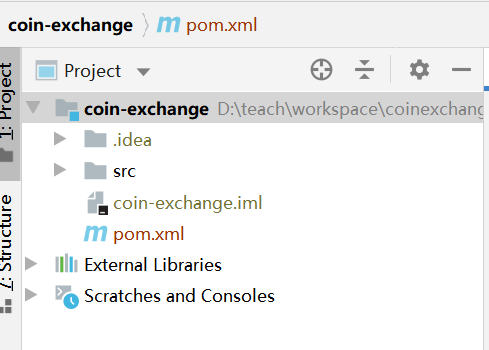 coin-exchange pom.xml
Project
coin-exchange D:\teach\workspace\coinexchang
.idea
src
coin-exchange.iml
pom.xml
External Libraries
Scratches and Consoles
1: Project
7: Structure